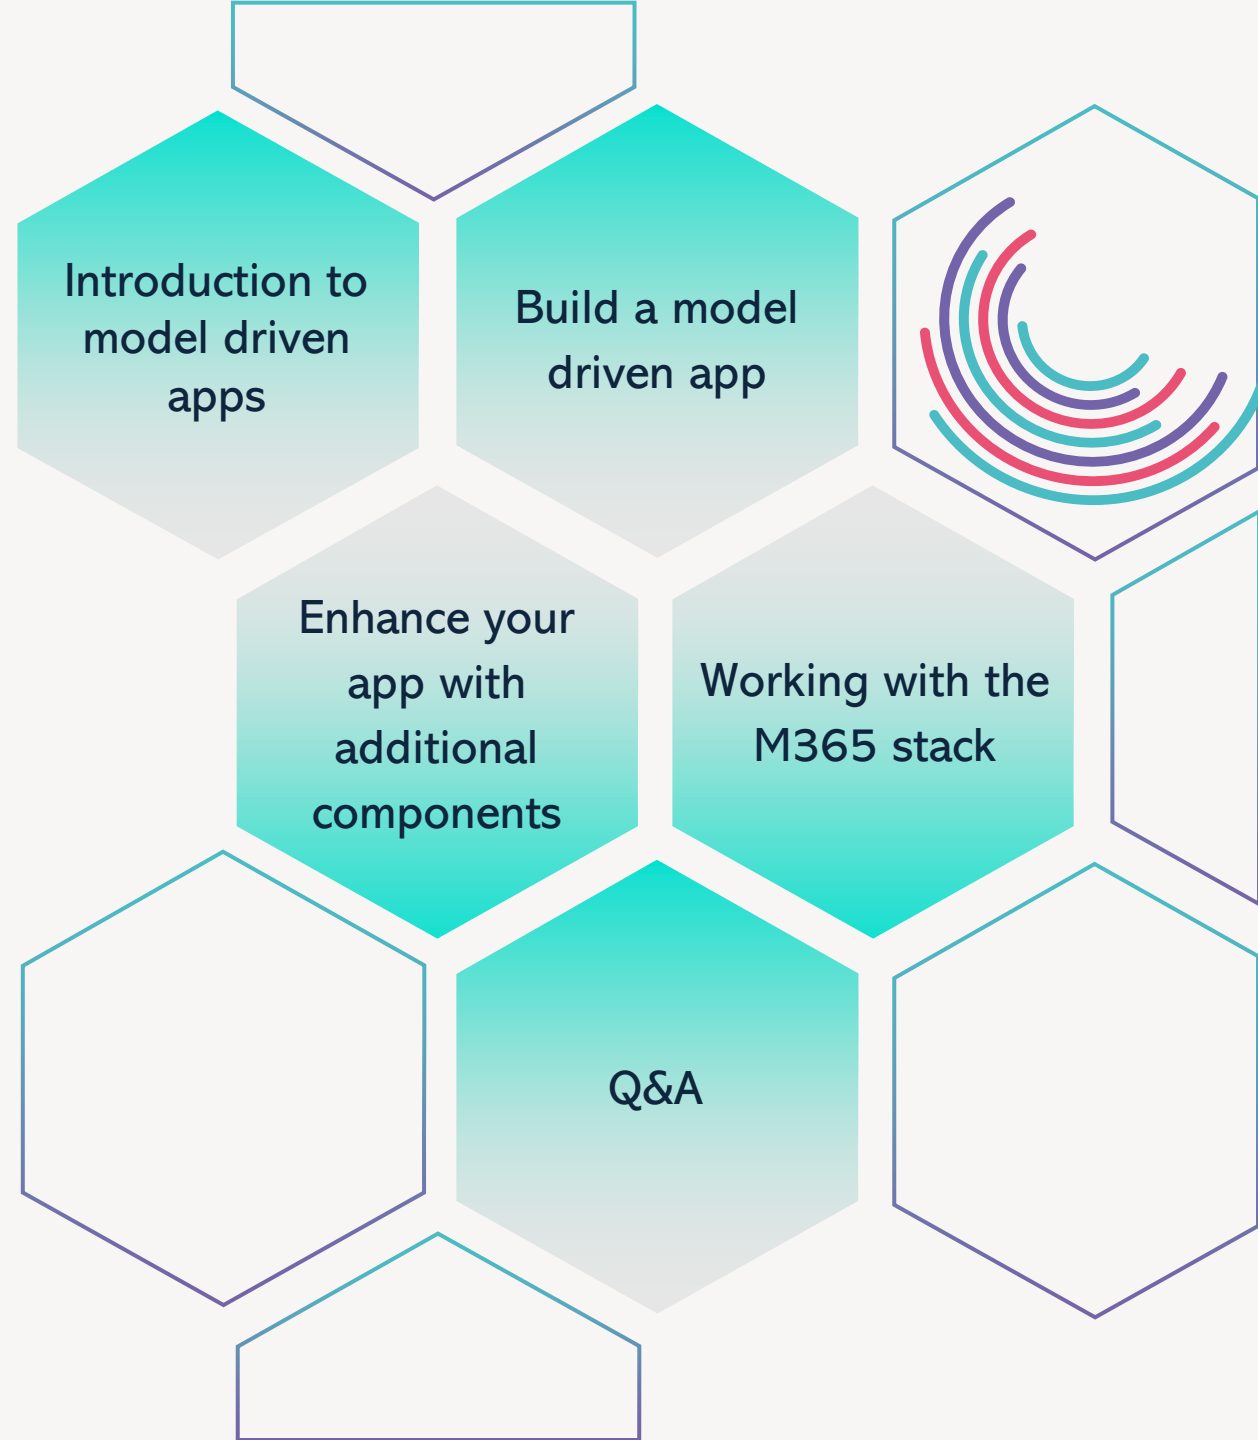 Introduction to
model driven
apps
Build a model
driven app
Enhance your
app with
additional
components
Working with the
M365 stack
Q&A